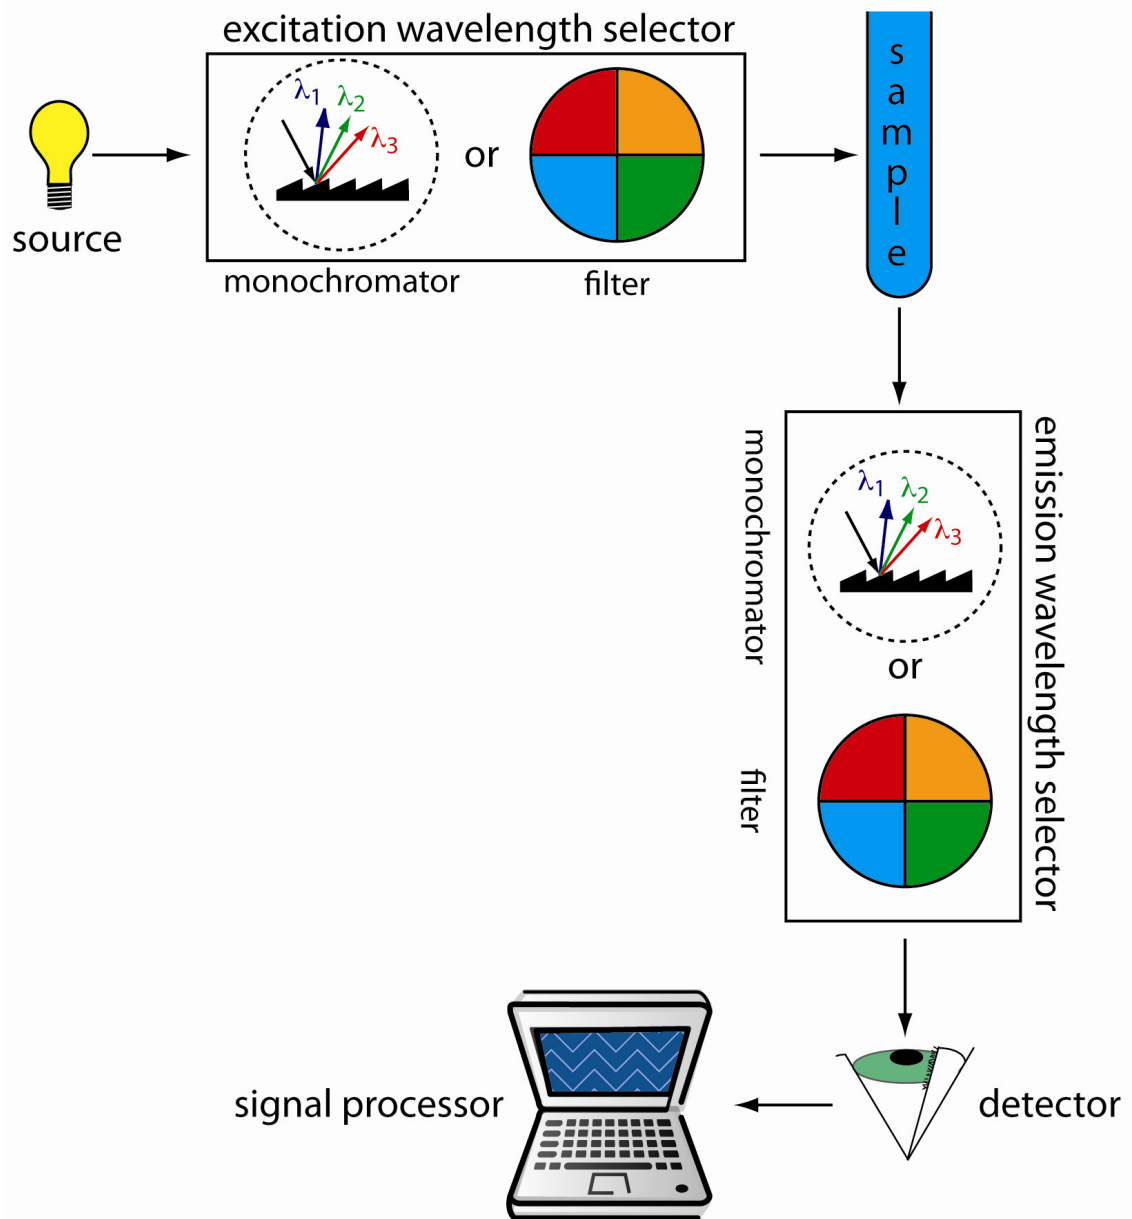 excitation wavelength selector
λ1
λ2
λ3
or
source
monochromator
filter
sample
emission wavelength selector
monochromator
λ1
λ2
λ3
or
filter
signal processor
detector